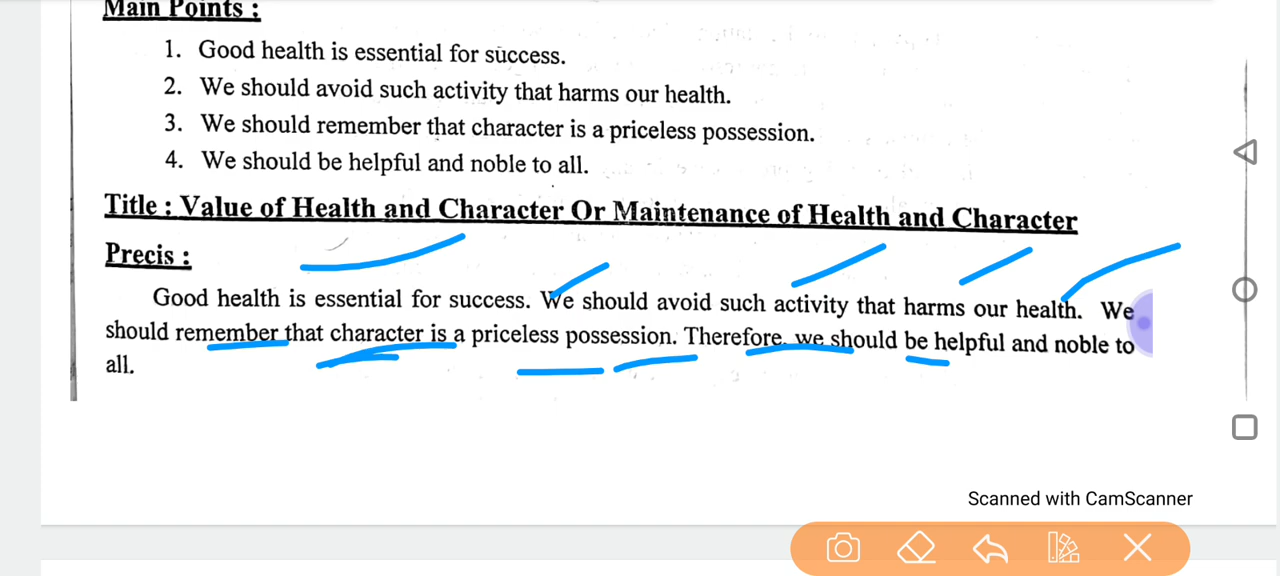 Main Points :
1. Good health is essential for success.
2. We should avoid such activity that harms our health.
3. We should remember that character is a priceless possession.
4. We should be helpful and noble to all.
Title : Value of Health and Character Or Maintenance of Health and Character
Precis :
Good health is essential for success. We should avoid such activity that harms our health. We
should remember that character is a priceless possession. Therefore, we should be helpful and noble to
all.
Scanned with CamScanner